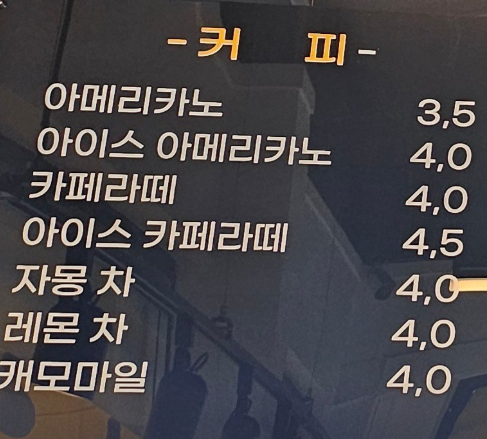 - 커 피 -
아메리카노 3,5
아이스 아메리카노 4,0
카페라떼 4,0
아이스 카페라떼 4,5
자몽 차 4,0
레몬 차 4,0
캐모마일 4,0